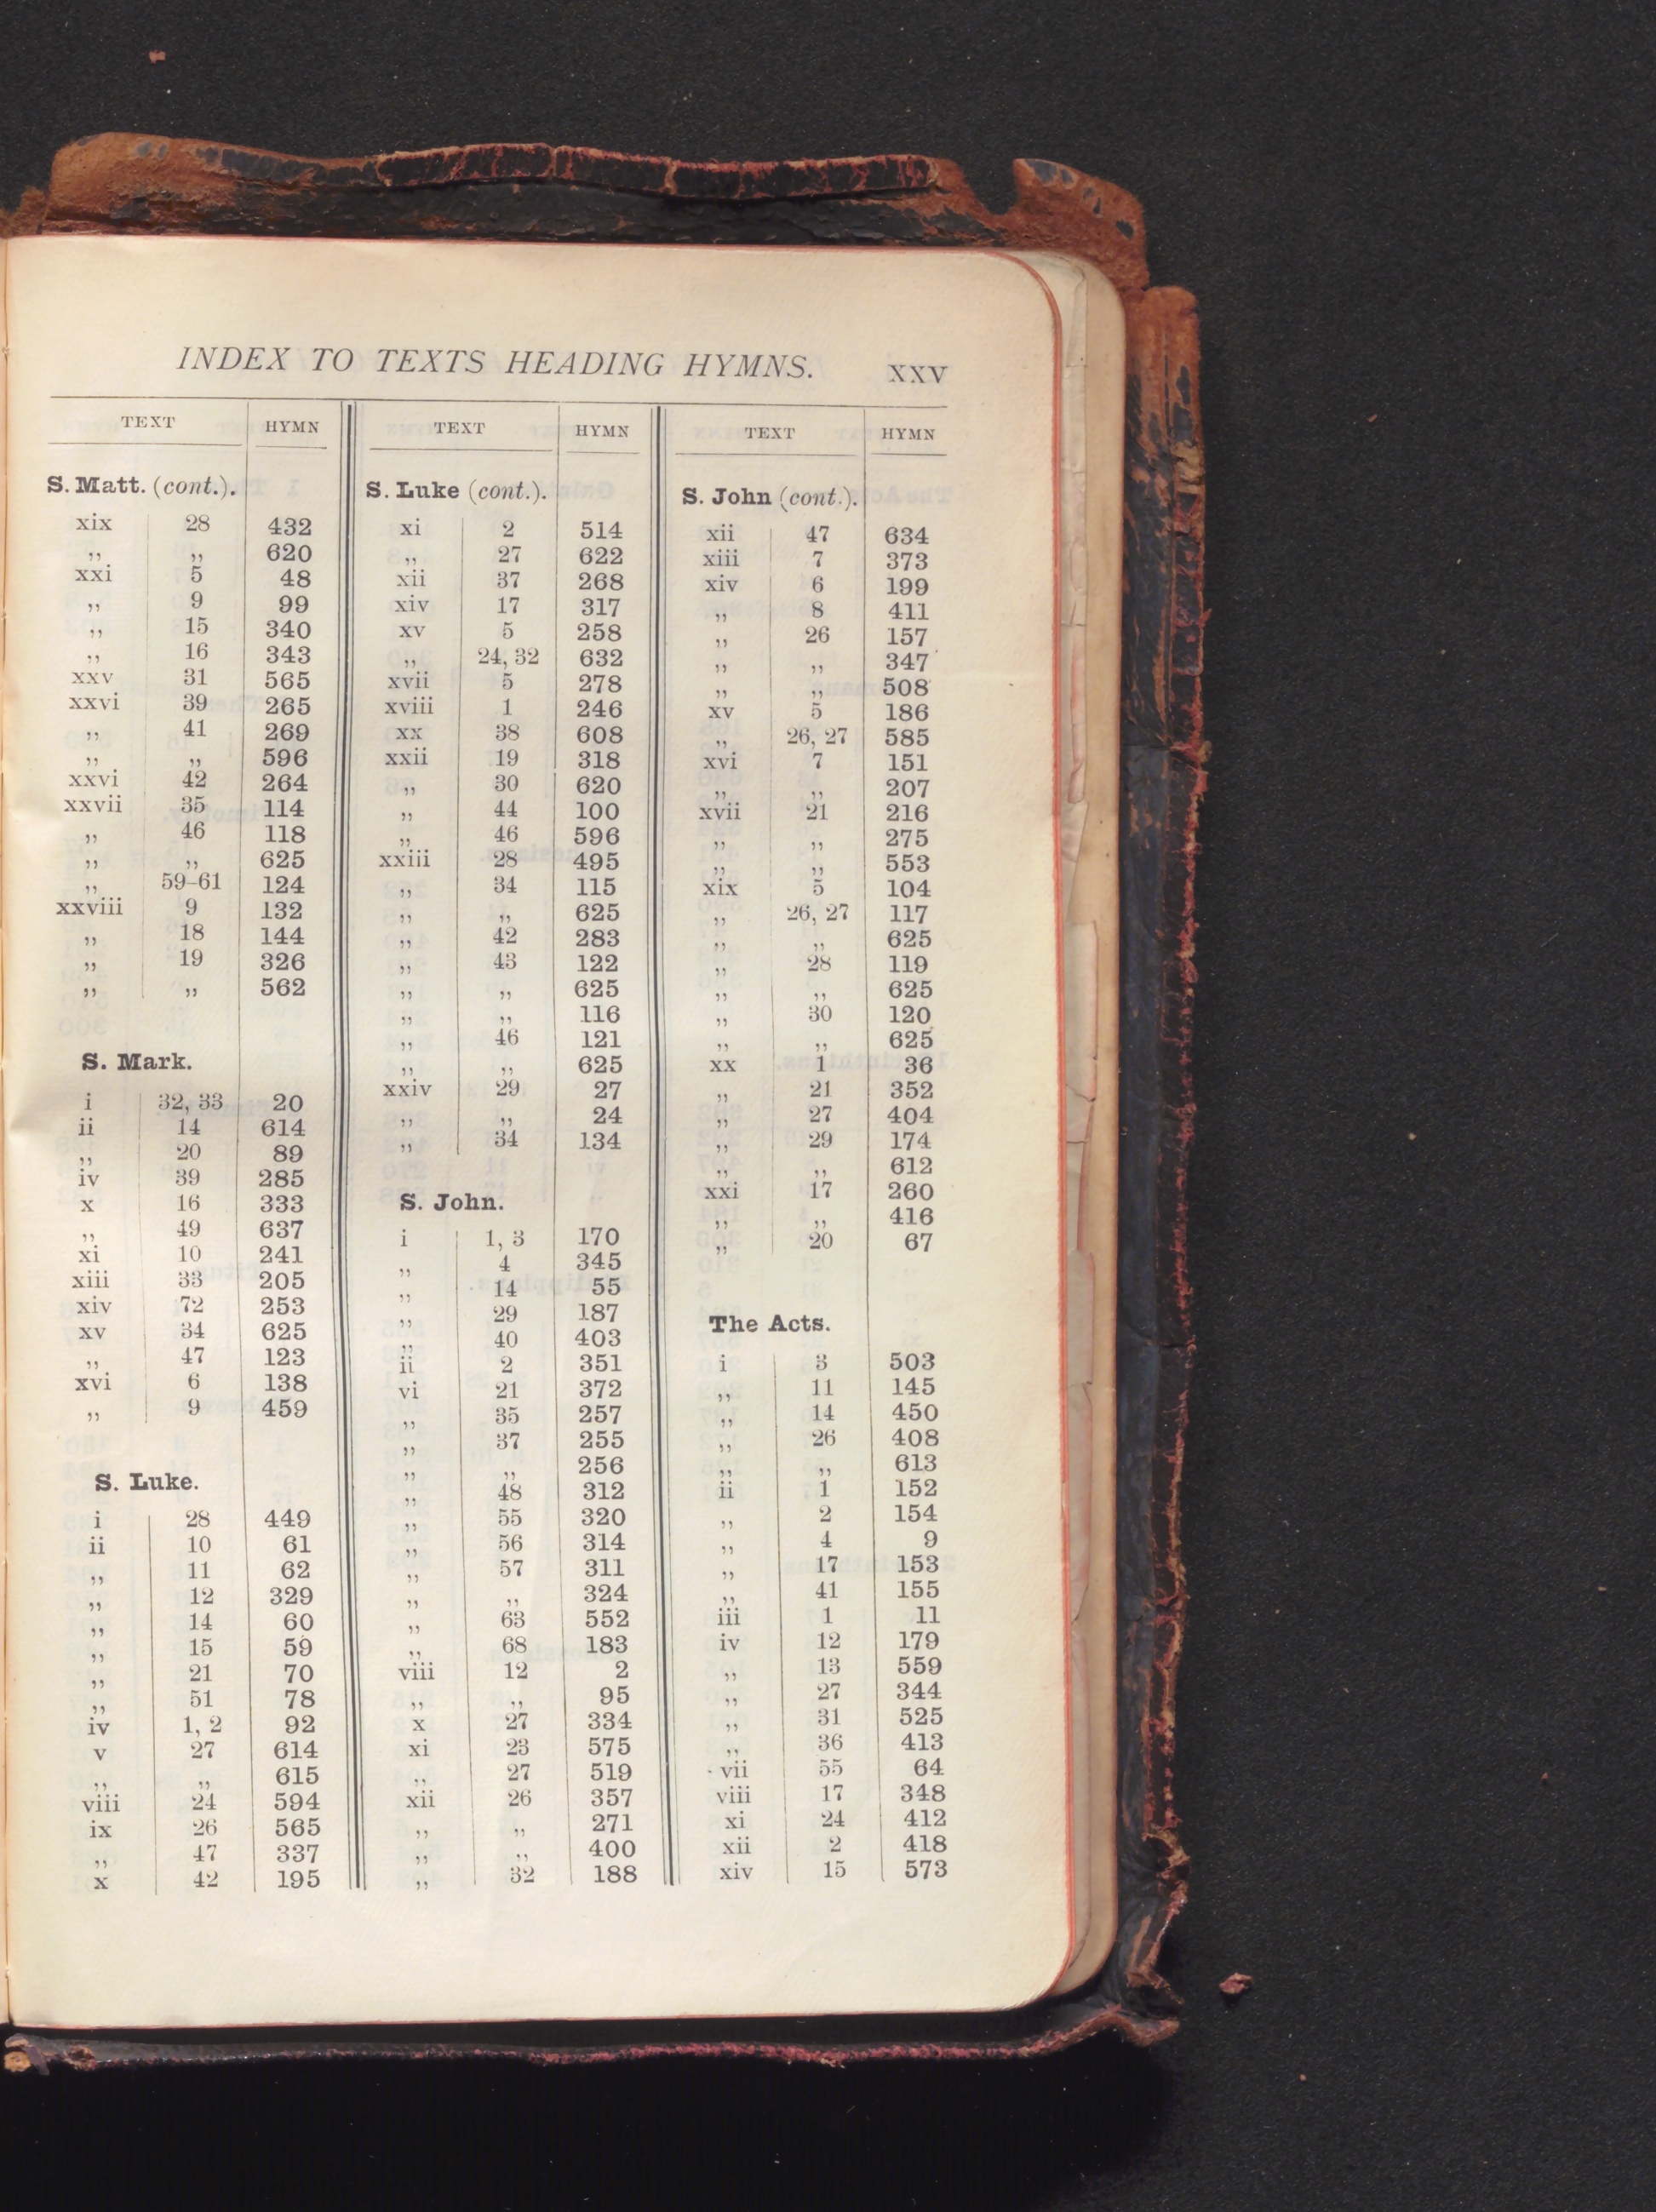 INDEX TO TEXTS HEADING HYMNS. XXV
TEXT HYMN
S. Matt. (cont.).
xix 28 432
„ „ 620
xxi 5 48
„ 9 99
„ 15 340
„ 16 343
xxv 31 565
xxvi 39 265
„ 41 269
„ „ 596
xxvi 42 264
xxvii 35 114
„ 46 118
„ „ 625
„ 59–61 124
xxviii 9 132
„ 18 144
„ 19 326
„ „ 562
S. Mark.
i 32, 33 20
ii 14 614
„ 20 89
iv 39 285
x 16 333
„ 49 637
xi 10 241
xiii 33 205
xiv 72 253
xv 34 625
„ 47 123
xvi 6 138
„ 9 459
S. Luke.
i 28 449
ii 10 61
„ 11 62
„ 12 329
„ 14 60
„ 15 59
„ 21 70
„ 51 78
iv 1, 2 92
v 27 614
„ „ 615
viii 24 594
ix 26 565
„ 47 337
x 42 195
TEXT HYMN
S. Luke (cont.).
xi 2 514
„ 27 622
xii 37 268
xiv 17 317
xv 5 258
„ 24, 32 632
xvii 5 278
xviii 1 246
xx 38 608
xxii 19 318
„ 30 620
„ 44 100
„ 46 596
xxiii 28 495
„ 34 115
„ „ 625
„ 42 283
„ 43 122
„ „ 625
„ „ 116
„ 46 121
„ „ 625
xxiv 29 27
„ „ 24
„ 34 134
S. John.
i 1, 3 170
„ 4 345
„ 14 55
„ 29 187
„ 40 403
ii 2 351
vi 21 372
„ 35 257
„ 37 255
„ „ 256
„ 48 312
„ 55 320
„ 56 314
„ 57 311
„ „ 324
„ 63 552
„ 68 183
viii 12 2
„ „ 95
x 27 334
xi 23 575
„ 27 519
xii 26 357
„ „ 271
„ „ 400
„ 32 188
TEXT HYMN
S. John (cont.).
xii 47 634
xiii 7 373
xiv 6 199
„ 8 411
„ 26 157
„ „ 347
„ „ 508
xv 5 186
„ 26, 27 585
xvi 7 151
„ „ 207
xvii 21 216
„ „ 275
„ „ 553
xix 5 104
„ 26, 27 117
„ „ 625
„ 28 119
„ „ 625
„ 30 120
„ „ 625
xx 1 36
„ 21 352
„ 27 404
„ 29 174
„ „ 612
xxi 17 260
„ „ 416
„ 20 67
The Acts.
i 3 503
„ 11 145
„ 14 450
„ 26 408
„ „ 613
ii 1 152
„ 2 154
„ 4 9
„ 17 153
„ 41 155
iii 1 11
iv 12 179
„ 13 559
„ 27 344
„ 31 525
„ 36 413
vii 55 64
viii 17 348
xi 24 412
xii 2 418
xiv 15 573